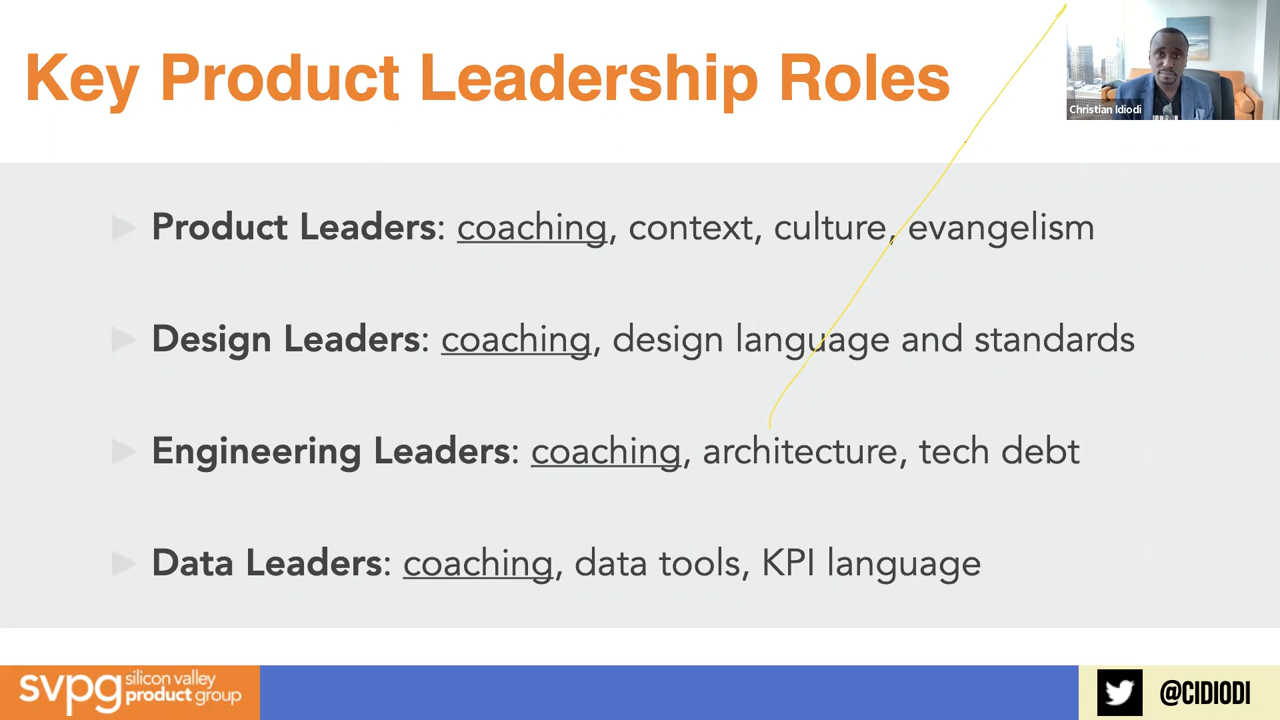 Key Product Leadership Roles
Christian Idiodi
Product Leaders: coaching, context, culture, evangelism
Design Leaders: coaching, design language and standards
Engineering Leaders: coaching, architecture, tech debt
Data Leaders: coaching, data tools, KPI language
svpg silicon valley
product group
@CIDIODI